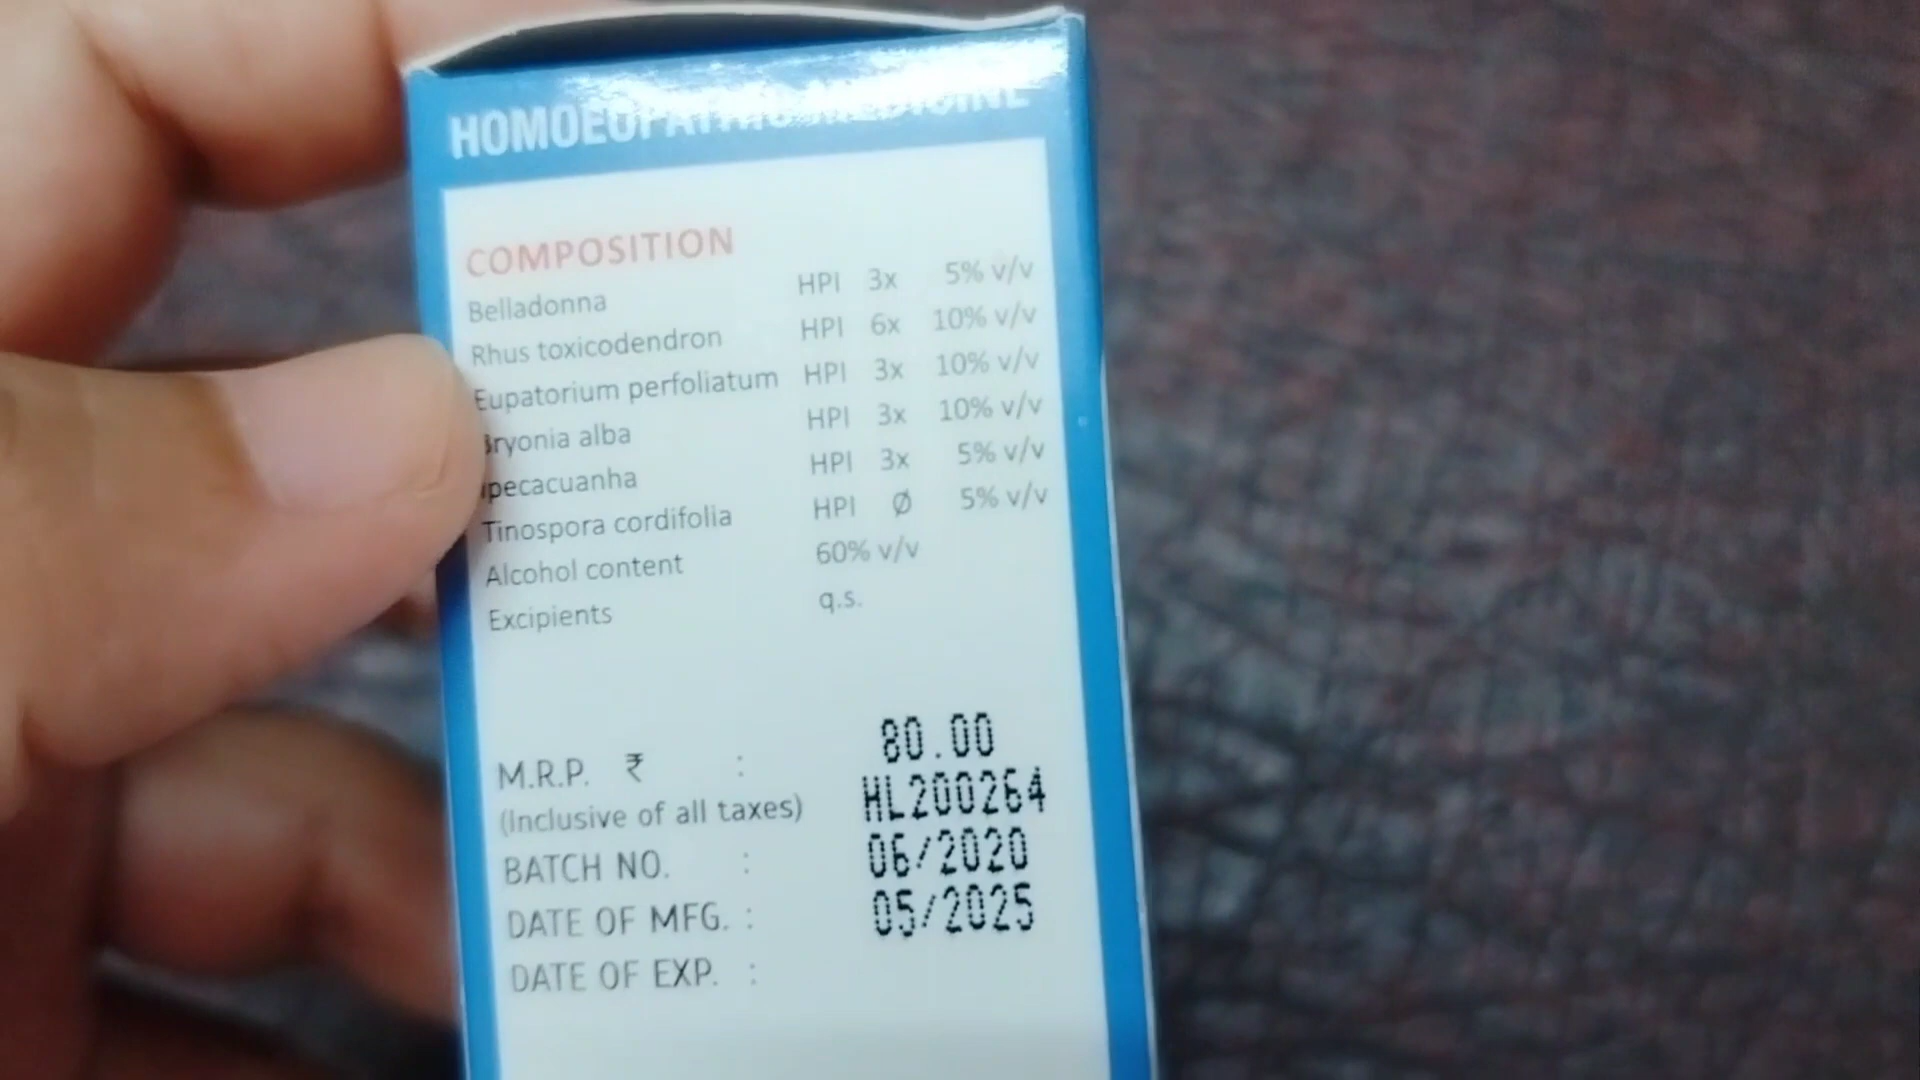 HOMOEOPATHIC MEDICINE
COMPOSITION
Belladonna HPI 3x 5% v/v
Rhus toxicodendron HPI 6x 10% v/v
Eupatorium perfoliatum HPI 3x 10% v/v
Bryonia alba HPI 3x 10% v/v
Ipecacuanha HPI 3x 5% v/v
Tinospora cordifolia HPI Ø 5% v/v
Alcohol content 60% v/v
Excipients q.s.
M.R.P. ₹ : 80.00
(Inclusive of all taxes)
BATCH NO. : HL200264
DATE OF MFG. : 06/2020
DATE OF EXP. : 05/2025